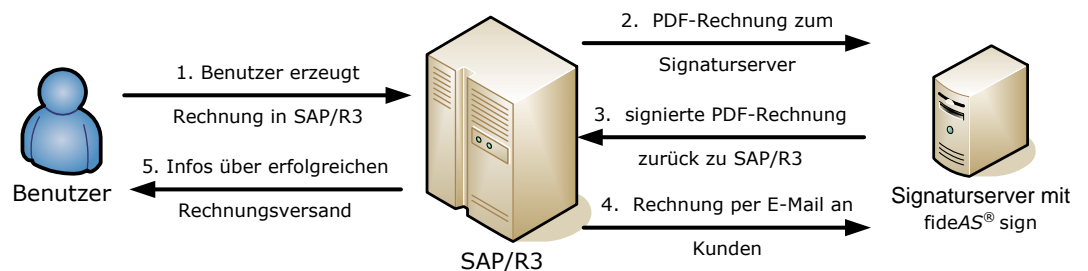 1. Benutzer erzeugt
Rechnung in SAP/R3
2. PDF-Rechnung zum
Signaturserver
3. signierte PDF-Rechnung
zurück zu SAP/R3
4. Rechnung per E-Mail an
Kunden
5. Infos über erfolgreichen
Rechnungsversand
Benutzer
SAP/R3
Signaturserver mit
fideAS® sign